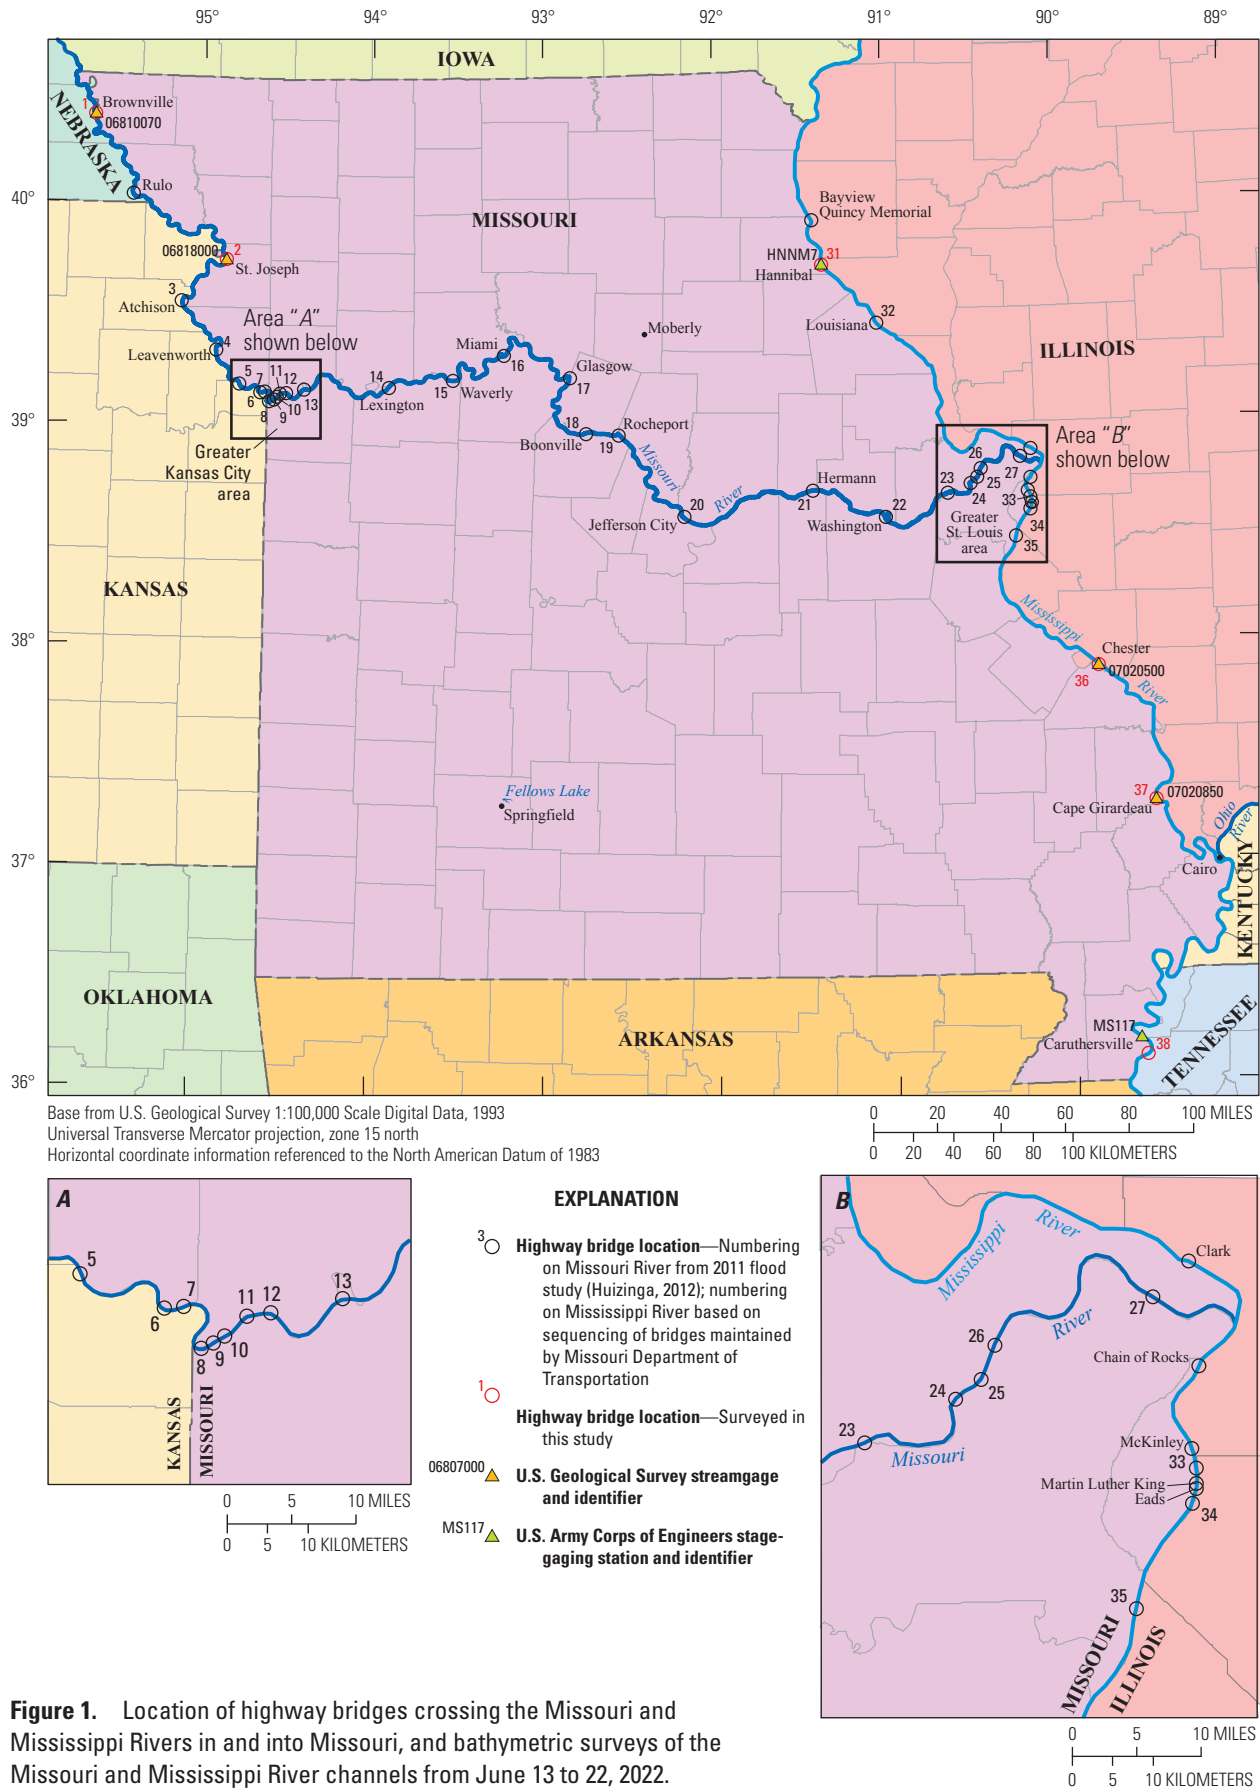 95°
94°
93°
92°
91°
90°
89°
IOWA
1
Brownville
06810070
NEBRASKA
Rulo
40°
MISSOURI
Bayview
Quincy Memorial
06818000
2
St. Joseph
HNNM7
31
Hannibal
3
Atchison
Area "A"
shown below
32
Louisiana
Moberly
ILLINOIS
4
Leavenworth
Miami
16
5
7
11
12
6
8
9
10
13
14
Lexington
15
Waverly
Glasgow
17
39°
Greater
Kansas City
area
18
Boonville
Rocheport
19
Missouri
River
Area "B"
shown below
26
27
23
25
24
33
Greater
St. Louis
area
34
35
Hermann
21
20
Jefferson City
22
Washington
KANSAS
38°
Mississippi
River
Chester
07020500
36
Fellows Lake
Springfield
37
07020850
Cape Girardeau
Ohio
River
37°
Cairo
KENTUCKY
OKLAHOMA
ARKANSAS
MS117
Caruthersville
38
TENNESSEE
36°
Base from U.S. Geological Survey 1:100,000 Scale Digital Data, 1993
Universal Transverse Mercator projection, zone 15 north
Horizontal coordinate information referenced to the North American Datum of 1983
0 20 40 60 80 100 MILES
0 20 40 60 80 100 KILOMETERS
A
5
6
7
8
9
10
11
12
13
KANSAS
MISSOURI
0 5 10 MILES
0 5 10 KILOMETERS
EXPLANATION
3
Highway bridge location—Numbering
on Missouri River from 2011 flood
study (Huizinga, 2012); numbering
on Mississippi River based on
sequencing of bridges maintained
by Missouri Department of
Transportation
1
Highway bridge location—Surveyed in
this study
06807000
U.S. Geological Survey streamgage
and identifier
MS117
U.S. Army Corps of Engineers stage-
gaging station and identifier
B
Mississippi
River
Clark
27
River
26
Chain of Rocks
24
25
23
Missouri
McKinley
33
Martin Luther King
Eads
34
35
MISSOURI
ILLINOIS
0 5 10 MILES
0 5 10 KILOMETERS
Figure 1. Location of highway bridges crossing the Missouri and
Mississippi Rivers in and into Missouri, and bathymetric surveys of the
Missouri and Mississippi River channels from June 13 to 22, 2022.